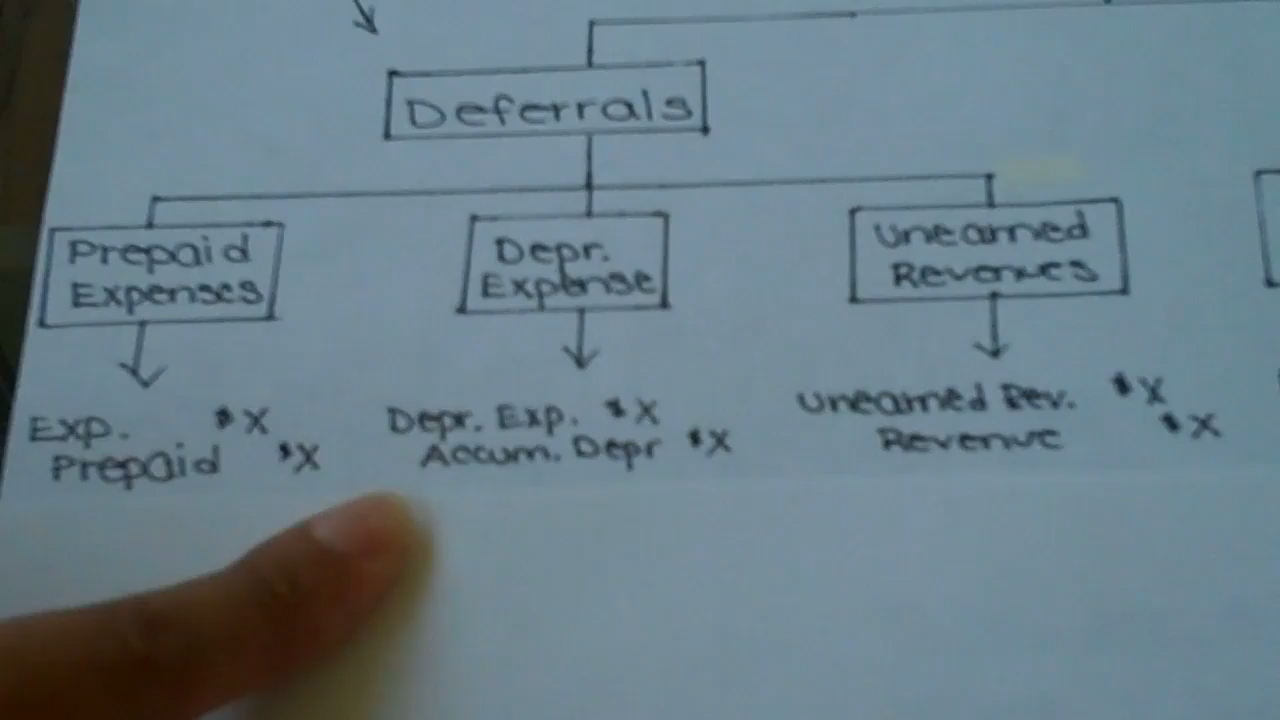 Deferrals
Prepaid
Expenses
Depr.
Expense
Unearned
Revenues
Exp. $X
Prepaid $X
Depr. Exp. $X
Accum. Depr $X
Unearned Rev. $X
Revenue $X